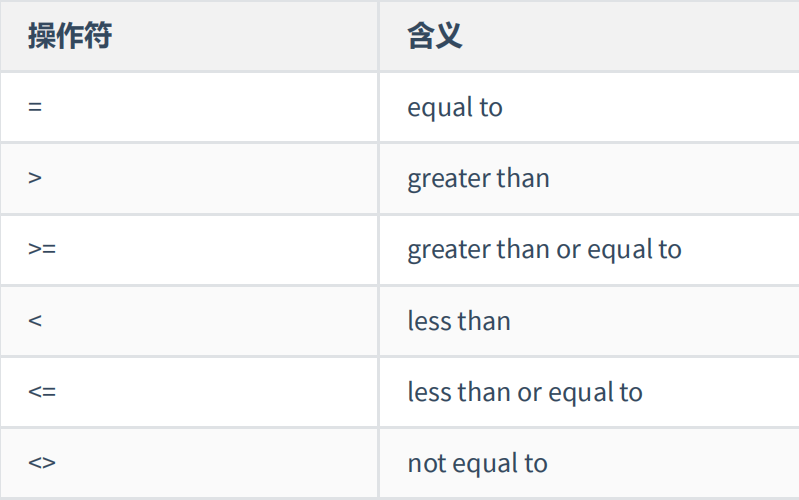 操作符 含义
= equal to
> greater than
>= greater than or equal to
< less than
<= less than or equal to
<> not equal to